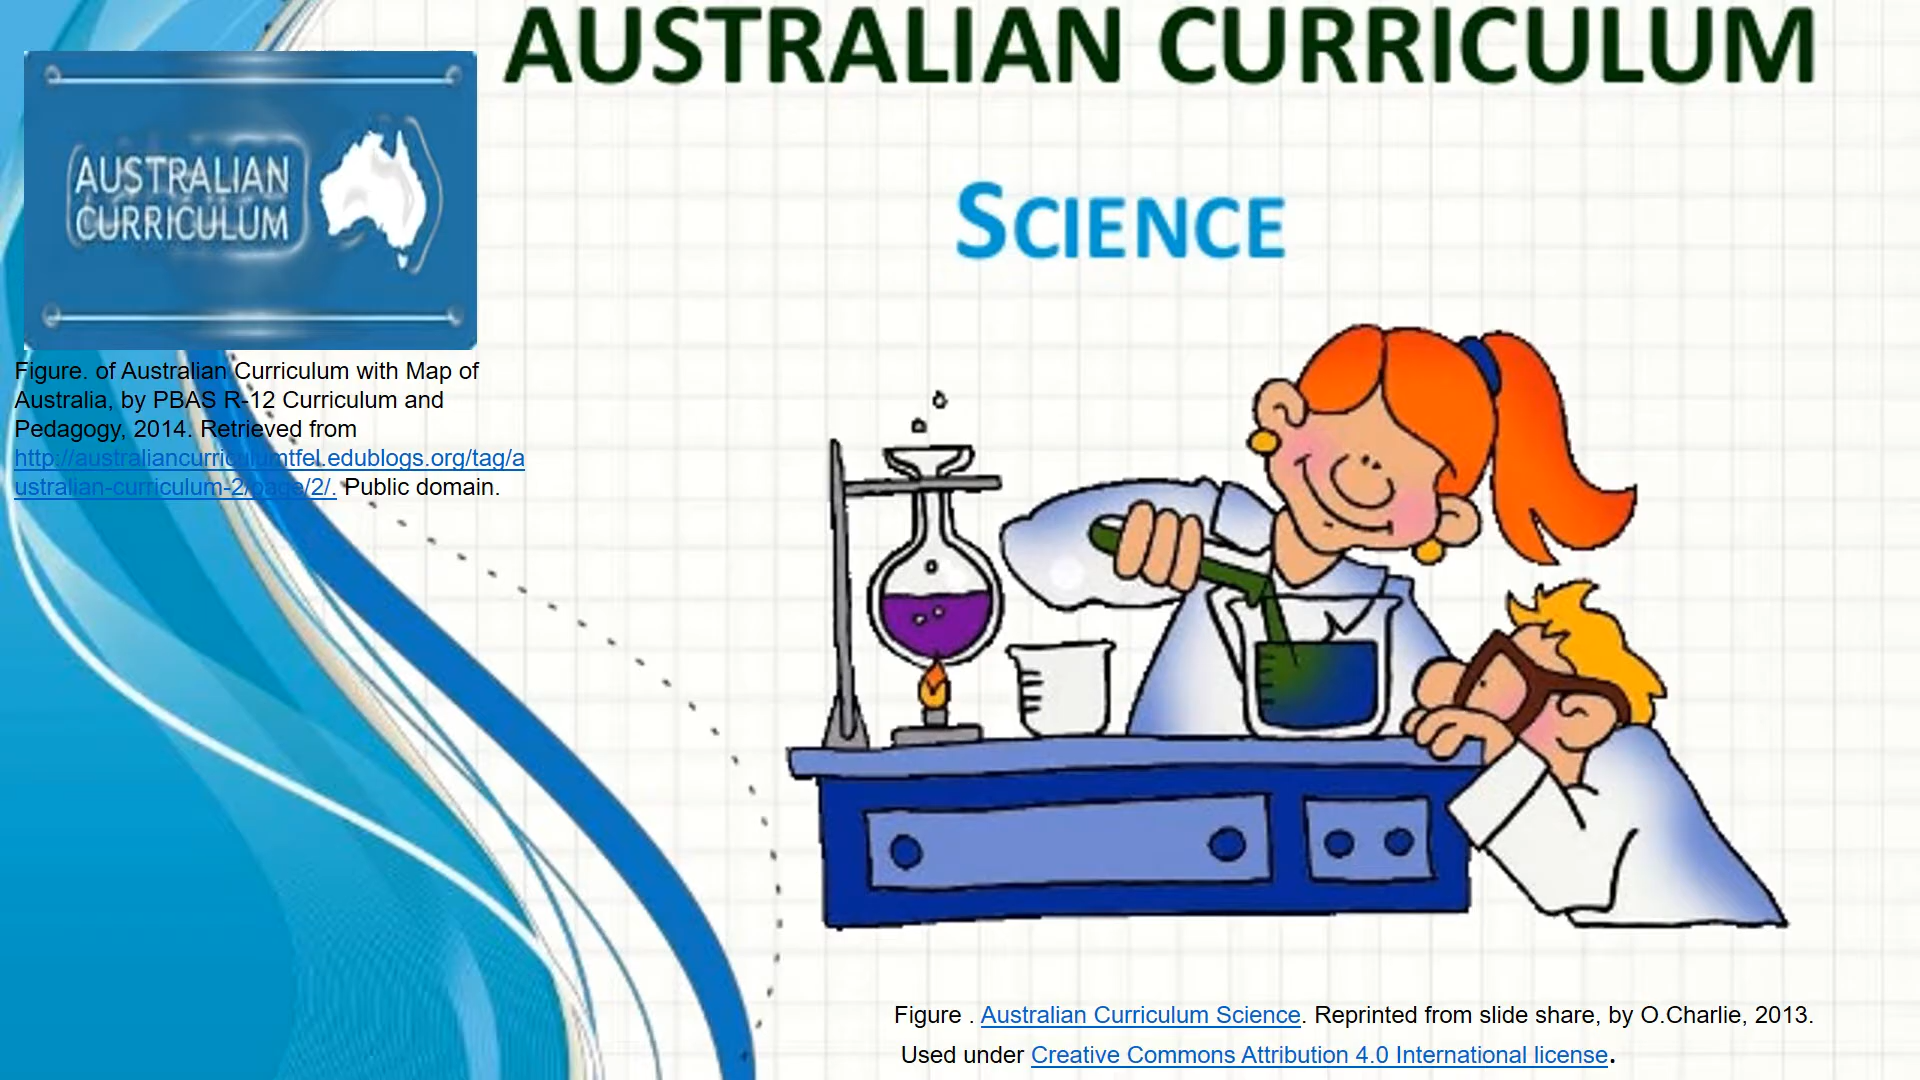 AUSTRALIAN CURRICULUM
SCIENCE
AUSTRALIAN
CURRICULUM
Figure. of Australian Curriculum with Map of
Australia, by PBAS R-12 Curriculum and
Pedagogy, 2014. Retrieved from
http://australiancurriculumtfel.edublogs.org/tag/a
ustralian-curriculum-2/page/2/. Public domain.
Figure . Australian Curriculum Science. Reprinted from slide share, by O.Charlie, 2013.
Used under Creative Commons Attribution 4.0 International license.